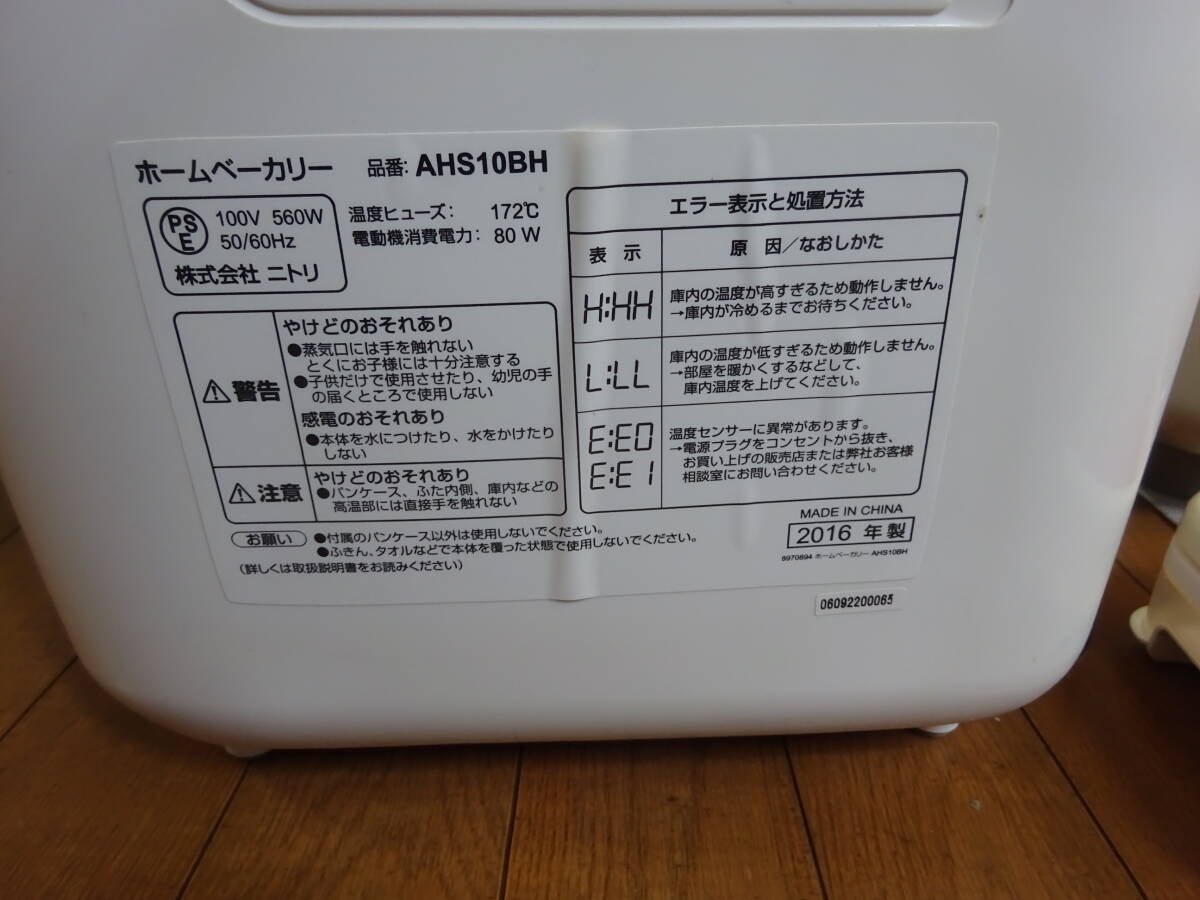 ホームベーカリー 品番: AHS10BH
PSE 100V 560W
50/60Hz
株式会社 ニトリ
温度ヒューズ: 172℃
電動機消費電力: 80 W
警告
やけどのおそれあり
●蒸気口には手を触れない
とくにお子様には十分注意する
●子供だけで使用させたり、幼児の手
の届くところで使用しない
感電のおそれあり
●本体を水につけたり、水をかけたり
しない
注意
やけどのおそれあり
●パンケース、ふた内側、庫内などの
高温部には直接手を触れない
お願い
●付属のパンケース以外は使用しないでください。
●ふきん、タオルなどで本体を覆った状態で使用しないでください。
(詳しくは取扱説明書をお読みください)
エラー表示と処置方法
表 示 原 因/なおしかた
H:HH
庫内の温度が高すぎるため動作しません。
→庫内が冷めるまでお待ちください。
L:LL
庫内の温度が低すぎるため動作しません。
→部屋を暖かくするなどして、
庫内温度を上げてください。
E:E0
E:E1
温度センサーに異常があります。
→電源プラグをコンセントから抜き、
お買い上げの販売店または弊社お客様
相談室にお問い合わせください。
MADE IN CHINA
2016 年製
8970894 ホームベーカリー AHS10BH
06092200065